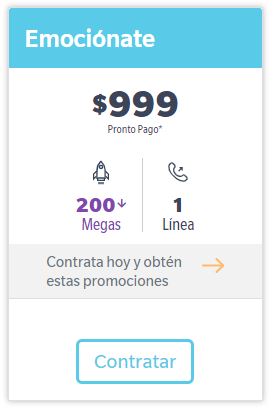 Emociónate
$999
Pronto Pago*
200↓ 1
Megas Línea
Contrata hoy y obtén
estas promociones →
Contratar